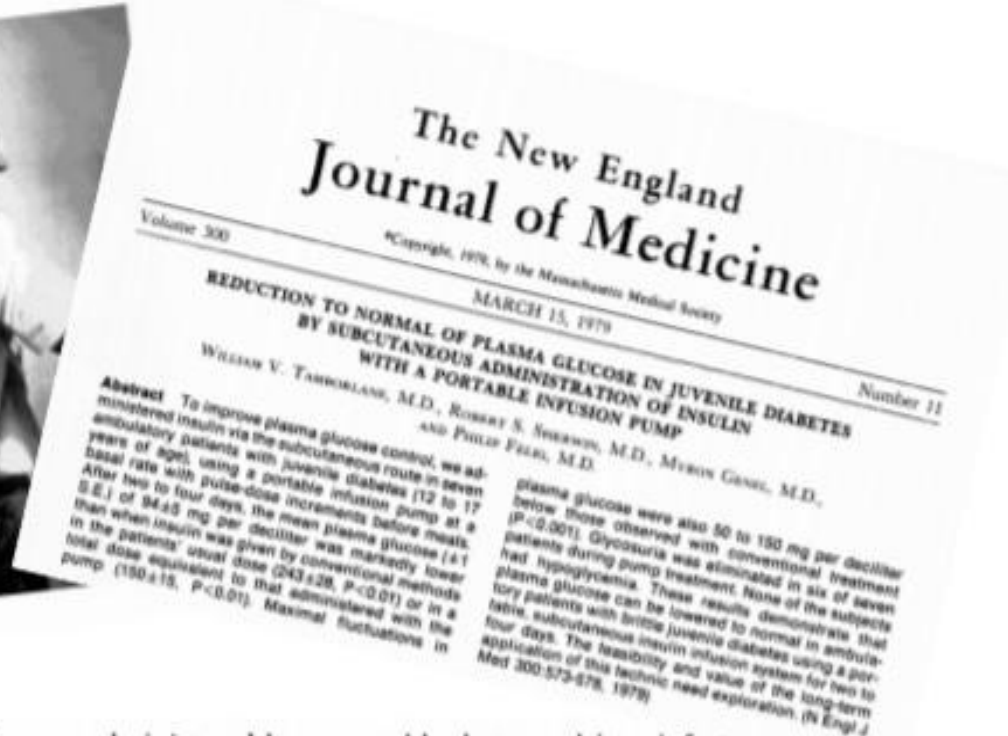 The New England
Journal of Medicine
©Copyright, 1979, by the Massachusetts Medical Society
Volume 300
MARCH 15, 1979
Number 11
REDUCTION TO NORMAL OF PLASMA GLUCOSE IN JUVENILE DIABETES
BY SUBCUTANEOUS ADMINISTRATION OF INSULIN
WITH A PORTABLE INFUSION PUMP
WILLIAM V. TAMBORLANE, M.D., ROBERT S. SHERWIN, M.D., MYRON GENEL, M.D.,
AND PHILIP FELIG, M.D.
Abstract To improve plasma glucose control, we ad-
ministered insulin via the subcutaneous route in seven
ambulatory patients with juvenile diabetes (12 to 17
years of age), using a portable infusion pump at a
basal rate with pulse-dose increments before meals.
After two to four days, the mean plasma glucose (±1
S.E.) of 94±5 mg per deciliter was markedly lower
than when insulin was given by conventional methods
in the patients' usual dose (243±28, P<0.01) or in a
total dose equivalent to that administered with the
pump (150±15, P<0.01). Maximal fluctuations in
plasma glucose were also 50 to 150 mg per deciliter
below those observed with conventional treatment
(P<0.001). Glycosuria was eliminated in six of seven
patients during pump treatment. None of the subjects
had hypoglycemia. These results demonstrate that
plasma glucose can be lowered to normal in ambula-
tory patients with brittle juvenile diabetes using a por-
table, subcutaneous insulin infusion system for two to
four days. The feasibility and value of the long-term
application of this technic need exploration. (N Engl J
Med 300:573-578, 1979)